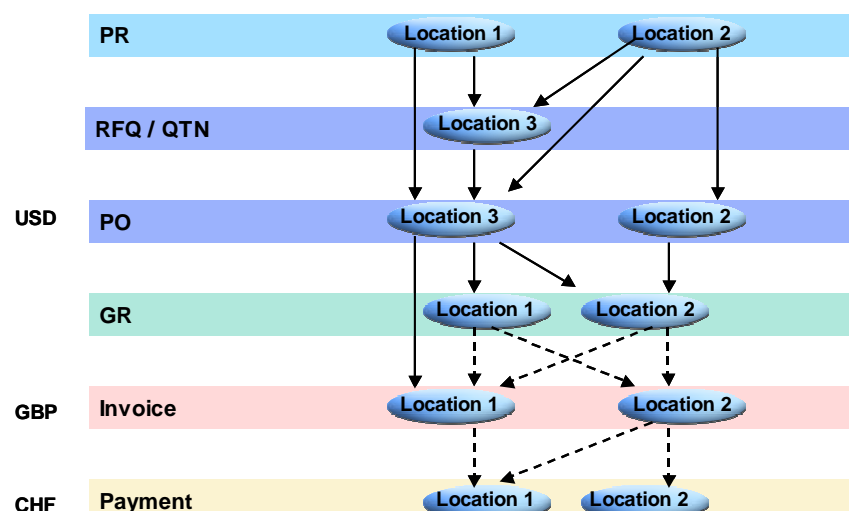 PR Location 1 Location 2
RFQ / QTN Location 3
USD PO Location 3 Location 2
GR Location 1 Location 2
GBP Invoice Location 1 Location 2
CHF Payment Location 1 Location 2